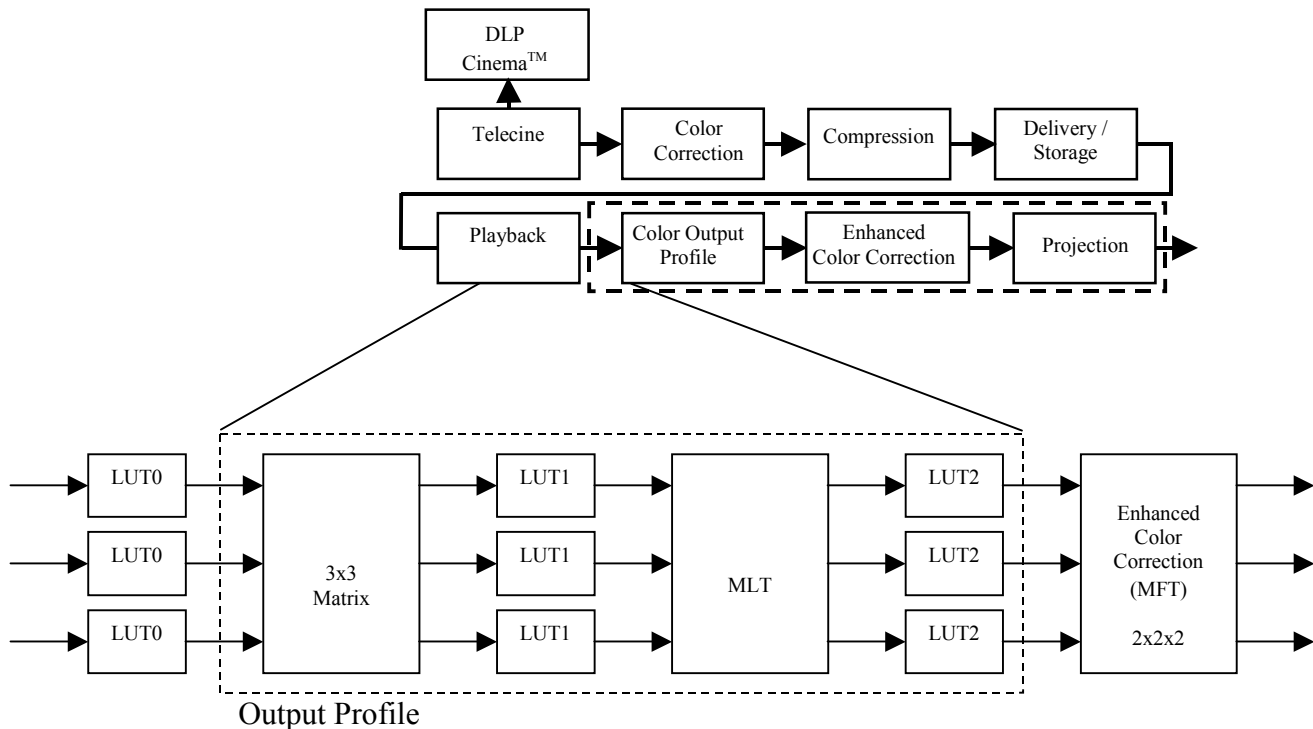 DLP
Cinema™
Telecine
Color
Correction
Compression
Delivery /
Storage
Playback
Color Output
Profile
Enhanced
Color Correction
Projection
LUT0
LUT1
LUT2
LUT0
LUT1
LUT2
LUT0
LUT1
LUT2
3x3
Matrix
MLT
Enhanced
Color
Correction
(MFT)
2x2x2
Output Profile